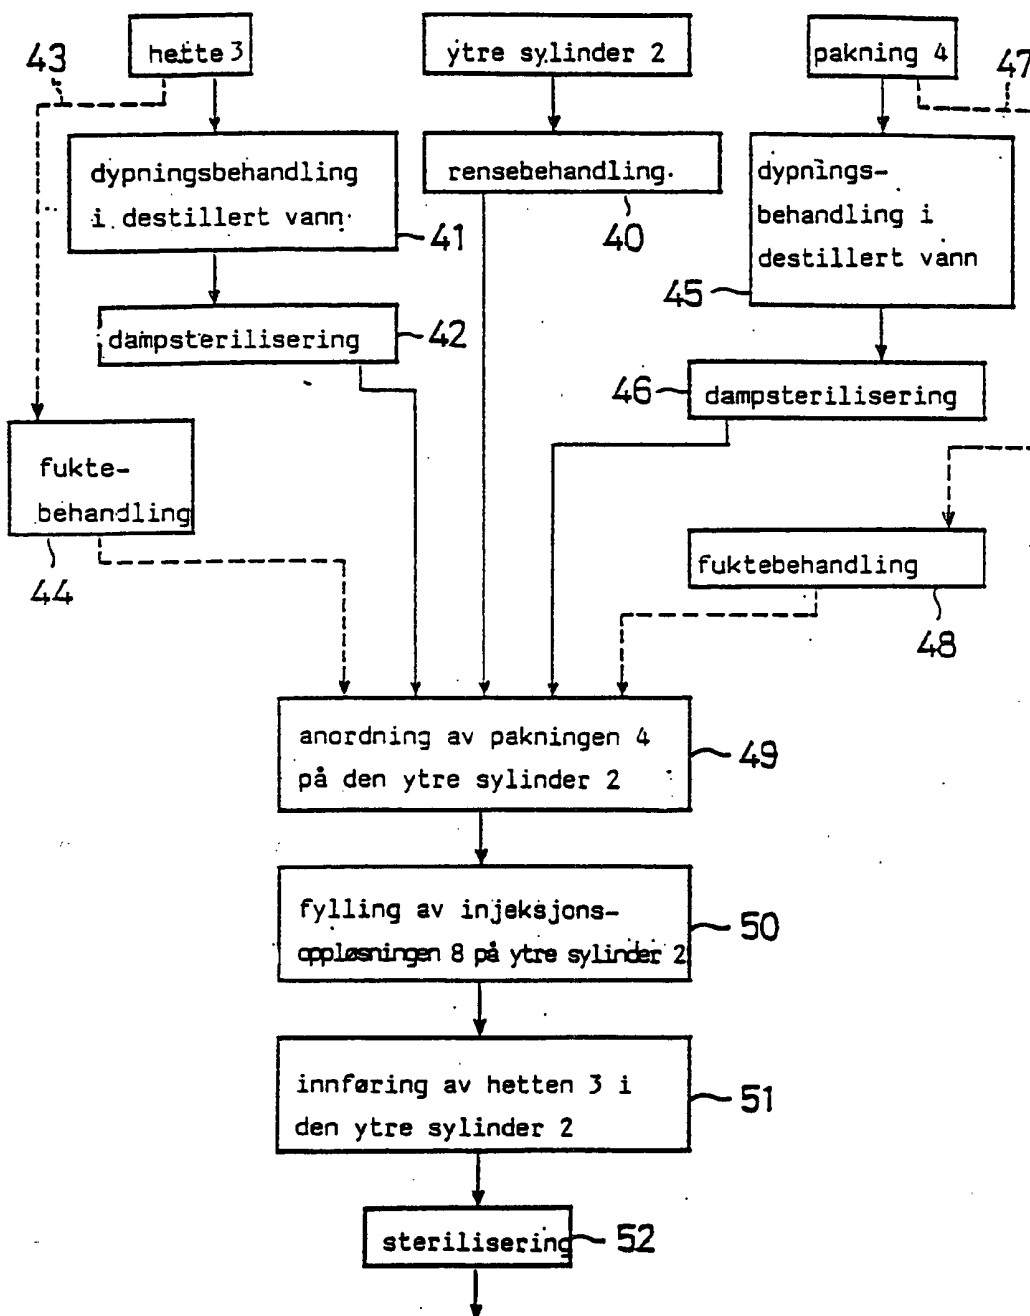 hette 3
ytre sylinder 2
pakning 4
43
47
dypningsbehandling
i destillert vann
41
rensebehandling.
40
dypnings-
behandling i
destillert vann
45
dampsterilisering
42
46
dampsterilisering
fukte-
behandling
44
fuktebehandling
48
anordning av pakningen 4
på den ytre sylinder 2
49
fylling av injeksjons-
oppløsningen 8 på ytre sylinder 2
50
innføring av hetten 3 i
den ytre sylinder 2
51
sterilisering
52